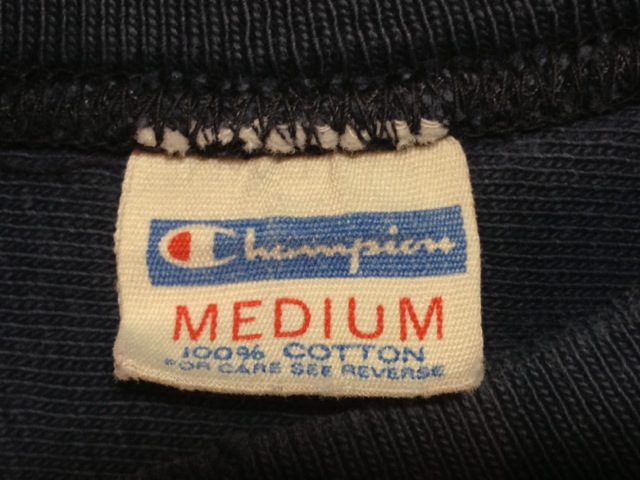 Champion
MEDIUM
100% COTTON
FOR CARE SEE REVERSE